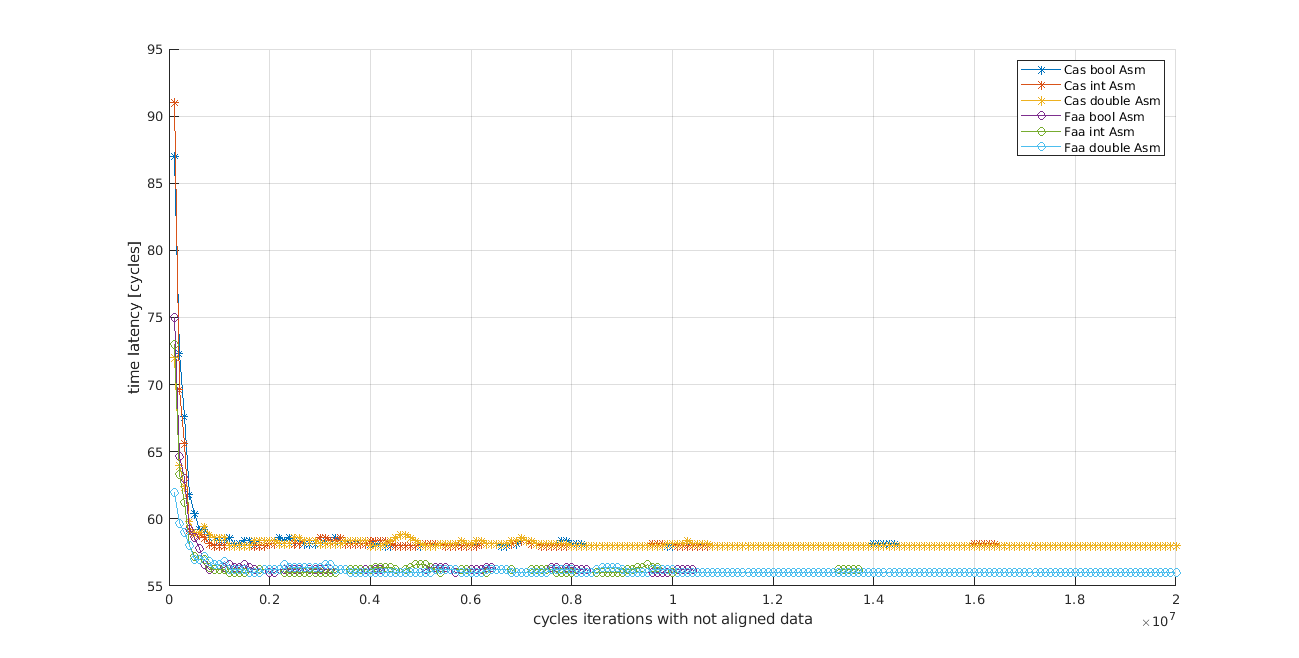 95
90
85
80
75
70
65
60
55
time latency [cycles]
Cas bool Asm
Cas int Asm
Cas double Asm
Faa bool Asm
Faa int Asm
Faa double Asm
0 0.2 0.4 0.6 0.8 1 1.2 1.4 1.6 1.8 2
cycles iterations with not aligned data
×10^7